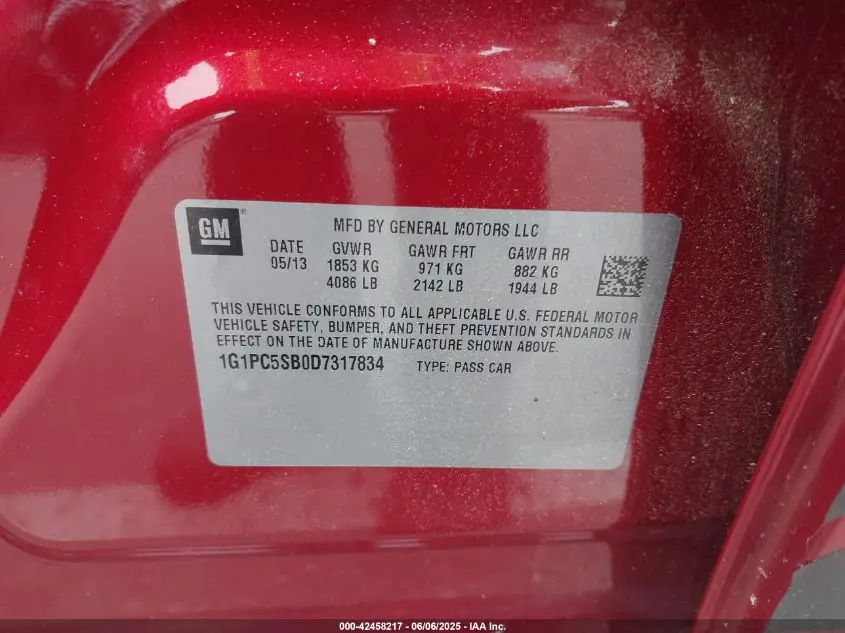 GM
MFD BY GENERAL MOTORS LLC
DATE GVWR GAWR FRT GAWR RR
05/13 1853 KG 971 KG 882 KG
4086 LB 2142 LB 1944 LB
THIS VEHICLE CONFORMS TO ALL APPLICABLE U.S. FEDERAL MOTOR
VEHICLE SAFETY, BUMPER, AND THEFT PREVENTION STANDARDS IN
EFFECT ON THE DATE OF MANUFACTURE SHOWN ABOVE.
1G1PC5SB0D7317834 TYPE: PASS CAR
000-42458217 - 06/06/2025 - IAA Inc.